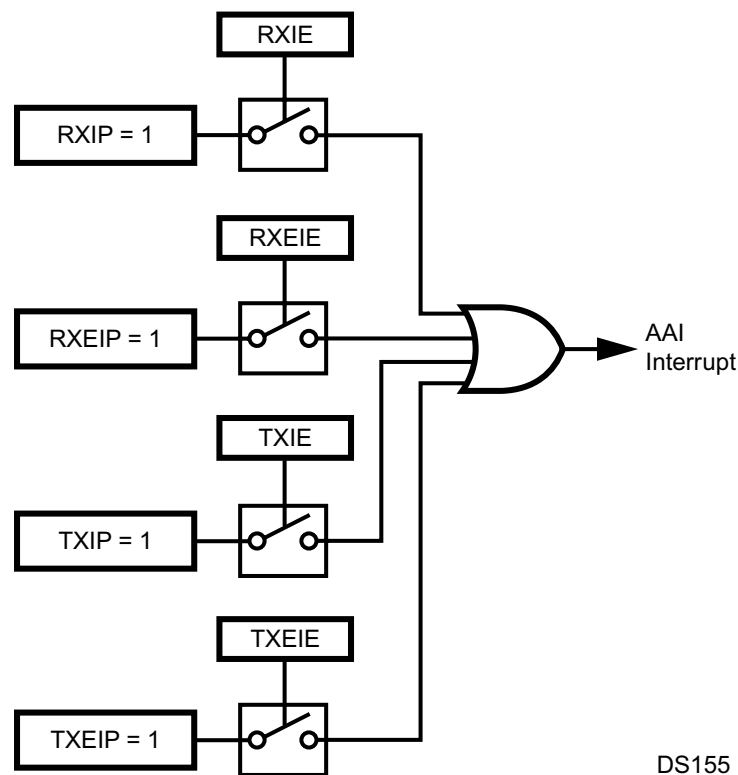 RXIE
RXIP = 1
RXEIE
RXEIP = 1
AAI
Interrupt
TXIE
TXIP = 1
TXEIE
TXEIP = 1
DS155